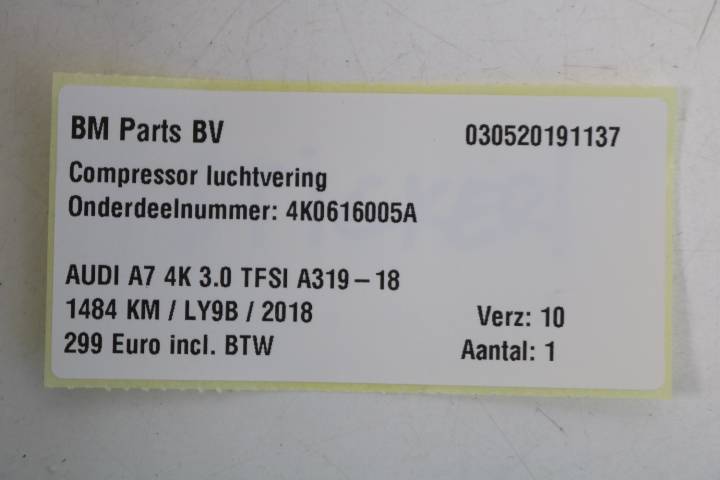 BM Parts BV 030520191137
Compressor luchtvering
Onderdeelnummer: 4K0616005A
AUDI A7 4K 3.0 TFSI A319-18
1484 KM / LY9B / 2018 Verz: 10
299 Euro incl. BTW Aantal: 1